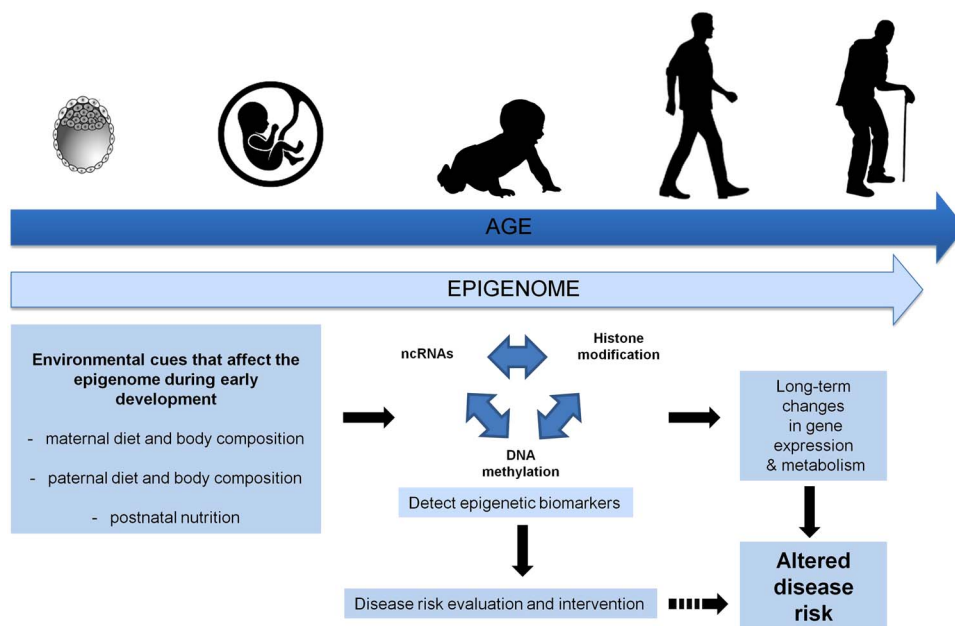 AGE
EPIGENOME
Environmental cues that affect the
epigenome during early
development
- maternal diet and body composition
- paternal diet and body composition
- postnatal nutrition
ncRNAs
Histone
modification
DNA
methylation
Detect epigenetic biomarkers
Disease risk evaluation and intervention
Long-term
changes
in gene
expression
& metabolism
Altered
disease
risk